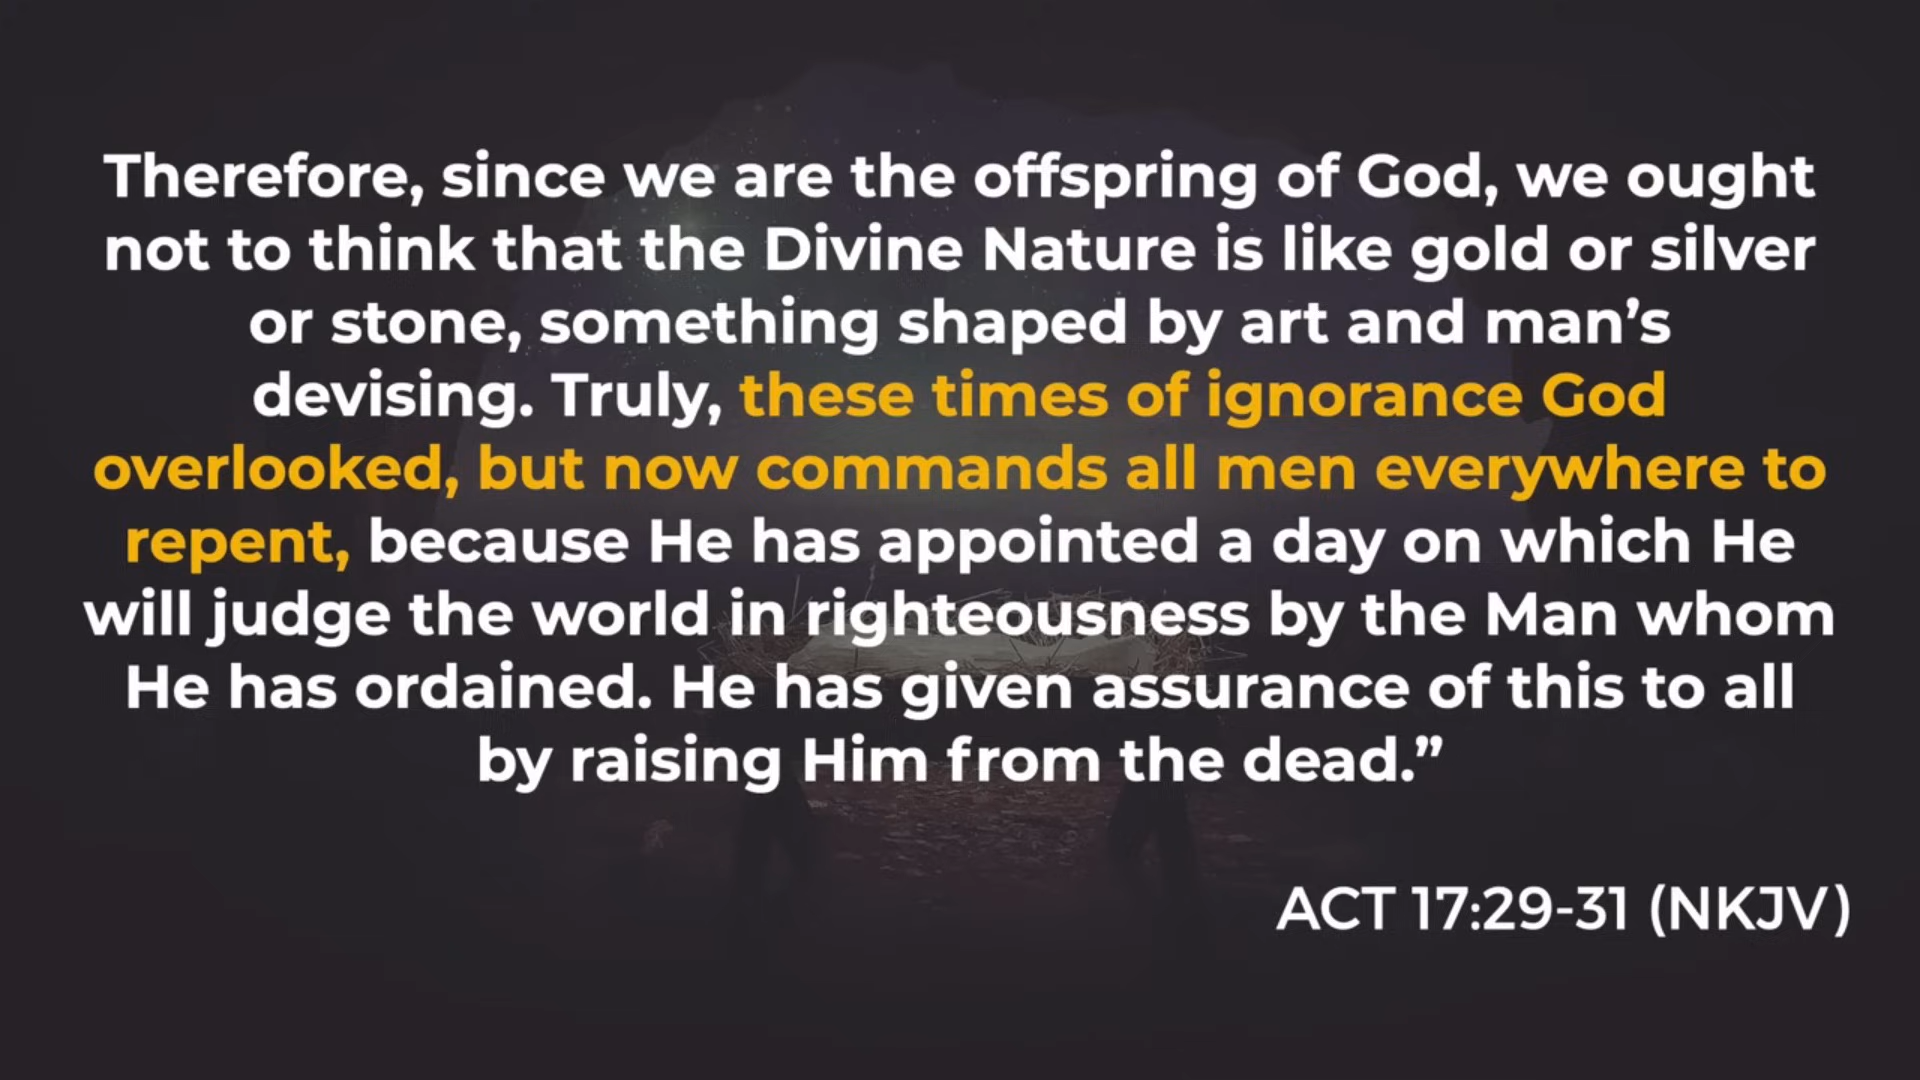 Therefore, since we are the offspring of God, we ought
not to think that the Divine Nature is like gold or silver
or stone, something shaped by art and man’s
devising. Truly, these times of ignorance God
overlooked, but now commands all men everywhere to
repent, because He has appointed a day on which He
will judge the world in righteousness by the Man whom
He has ordained. He has given assurance of this to all
by raising Him from the dead.”
ACT 17:29-31 (NKJV)